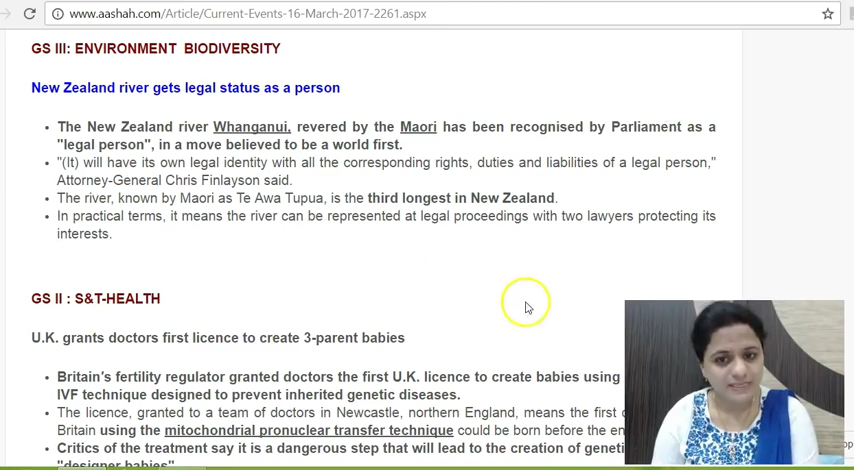 www.aashah.com/Article/Current-Events-16-March-2017-2261.aspx
GS III: ENVIRONMENT BIODIVERSITY
New Zealand river gets legal status as a person
• The New Zealand river Whanganui, revered by the Maori has been recognised by Parliament as a
"legal person", in a move believed to be a world first.
• "(It) will have its own legal identity with all the corresponding rights, duties and liabilities of a legal person,"
Attorney-General Chris Finlayson said.
• The river, known by Maori as Te Awa Tupua, is the third longest in New Zealand.
• In practical terms, it means the river can be represented at legal proceedings with two lawyers protecting its
interests.
GS II : S&T-HEALTH
U.K. grants doctors first licence to create 3-parent babies
• Britain's fertility regulator granted doctors the first U.K. licence to create babies using
IVF technique designed to prevent inherited genetic diseases.
• The licence, granted to a team of doctors in Newcastle, northern England, means the first
Britain using the mitochondrial pronuclear transfer technique could be born before the
• Critics of the treatment say it is a dangerous step that will lead to the creation of
"designer babies"